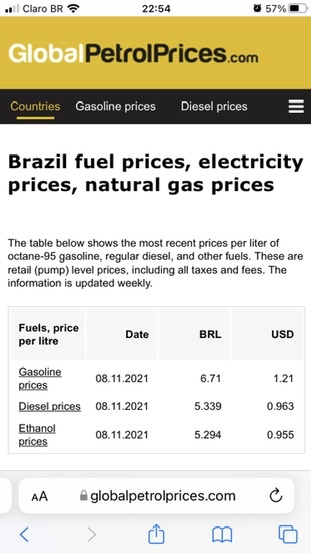 Claro BR 22:54 57%
GlobalPetrolPrices.com
Countries Gasoline prices Diesel prices
Brazil fuel prices, electricity
prices, natural gas prices
The table below shows the most recent prices per liter of
octane-95 gasoline, regular diesel, and other fuels. These are
retail (pump) level prices, including all taxes and fees. The
information is updated weekly.
Fuels, price
per litre Date BRL USD
Gasoline
prices 08.11.2021 6.71 1.21
Diesel prices 08.11.2021 5.339 0.963
Ethanol
prices 08.11.2021 5.294 0.955
AA globalpetrolprices.com